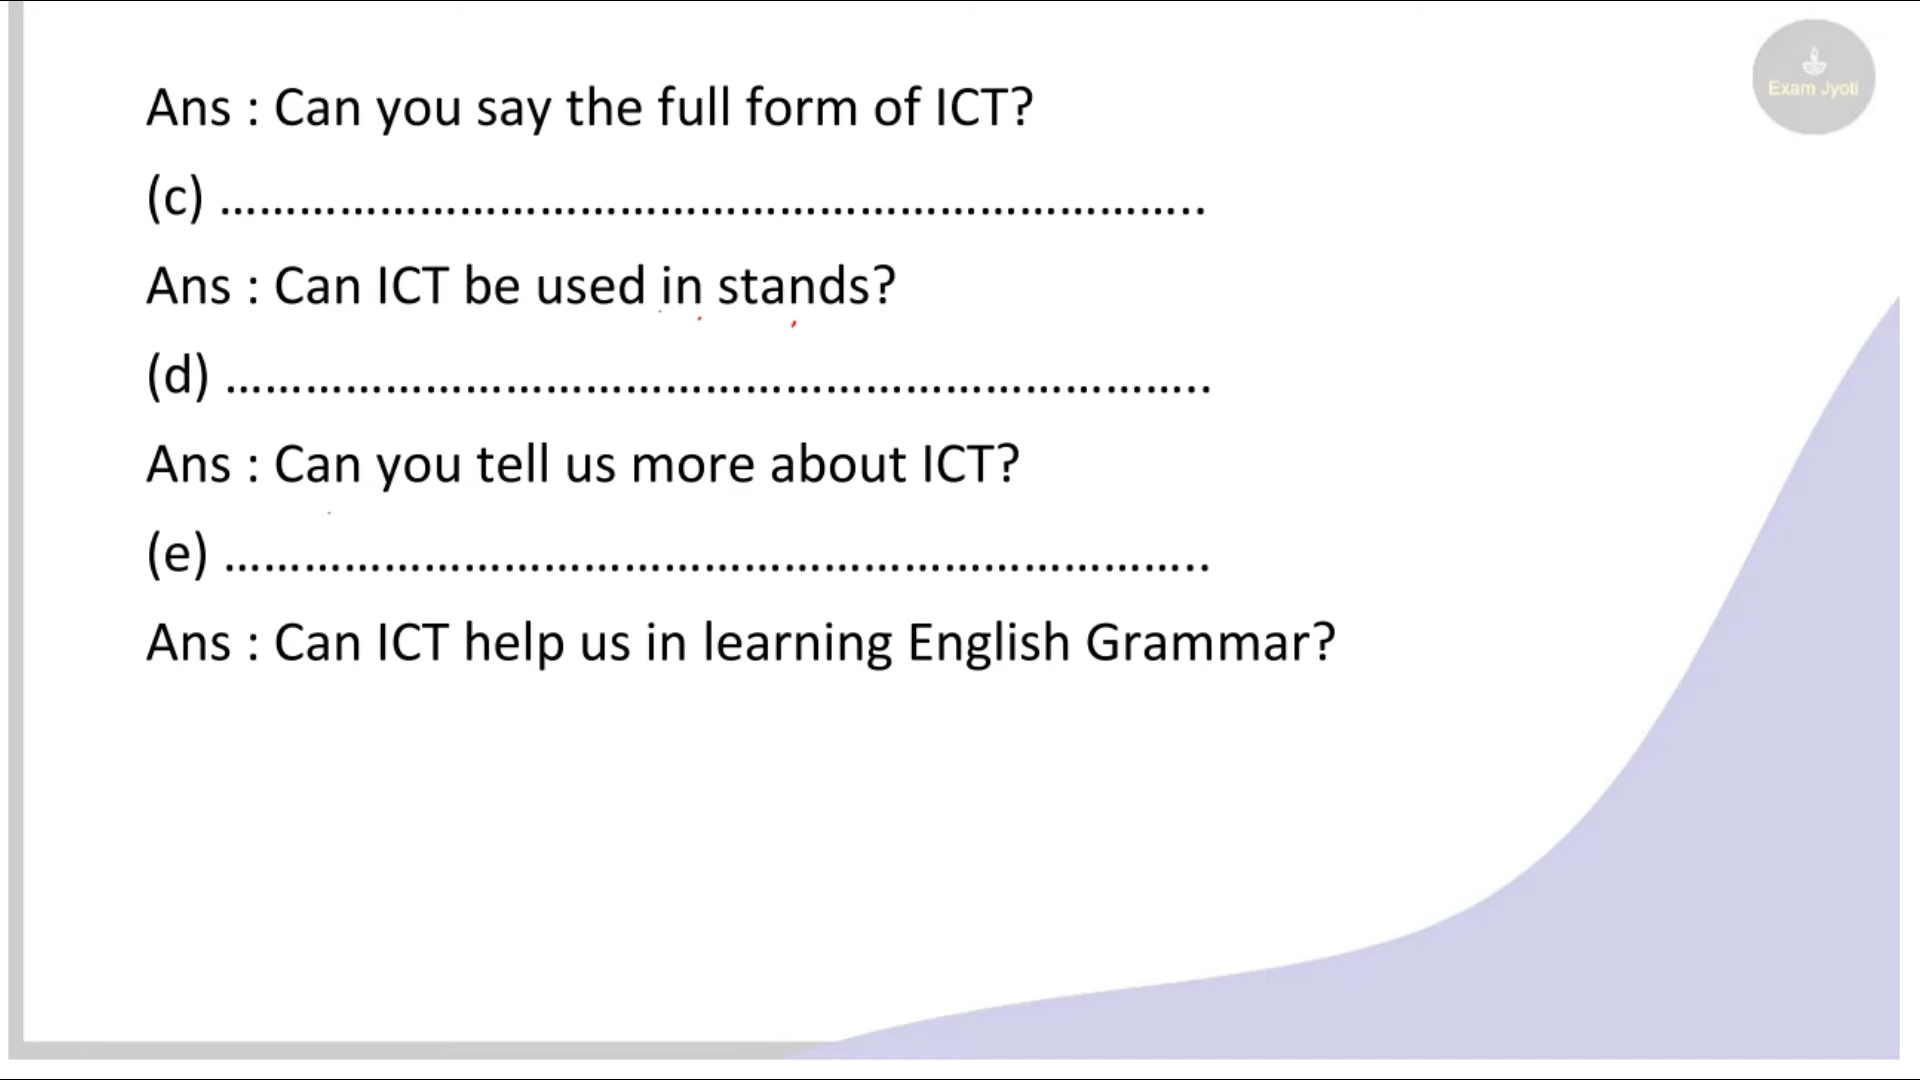 Exam Jyoti
Ans : Can you say the full form of ICT?
(c) ………………………………………………………………..
Ans : Can ICT be used in stands?
(d) ………………………………………………………………..
Ans : Can you tell us more about ICT?
(e) ………………………………………………………………..
Ans : Can ICT help us in learning English Grammar?